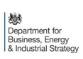 Department for
Business, Energy
& Industrial Strategy